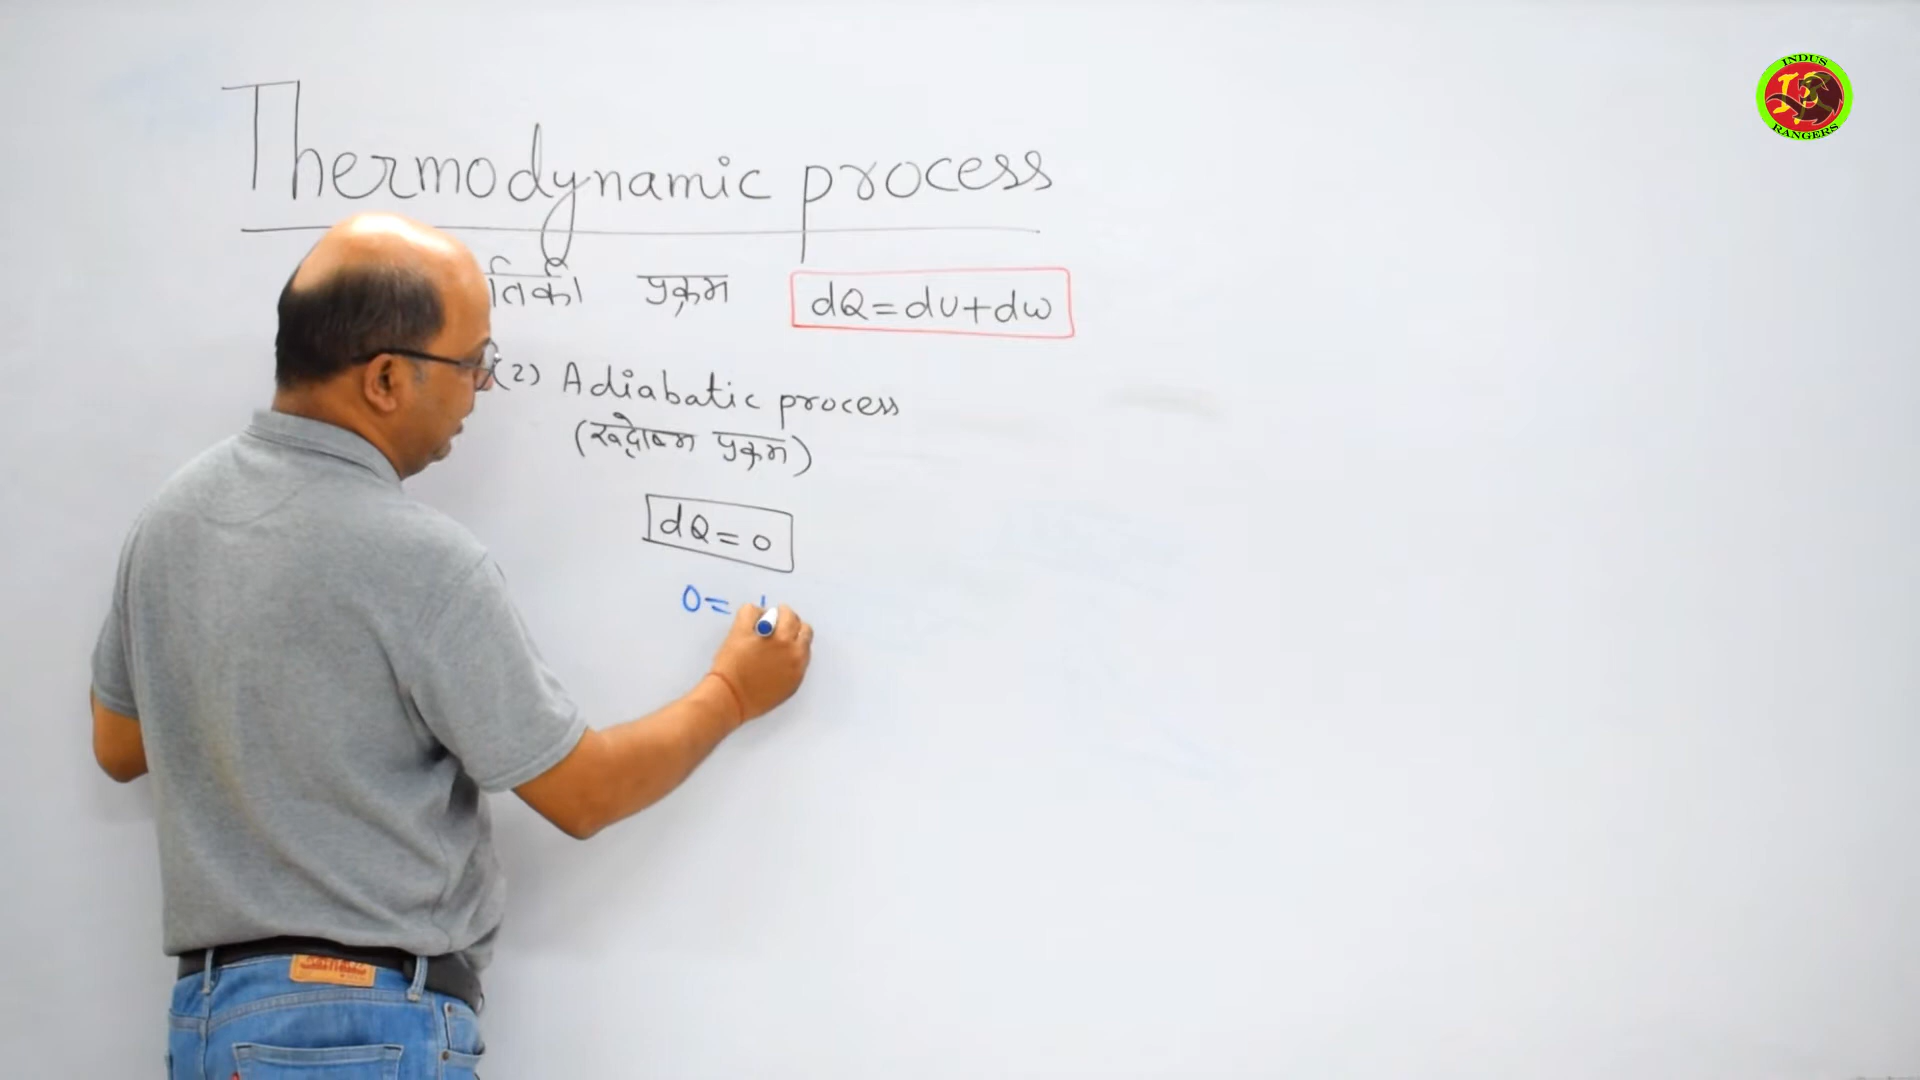 Thermodynamic process
प्रक्रम dQ=dU+dw
(2) Adiabatic process
प्रक्रम)
dQ=0
0=
INDUS
RANGERS